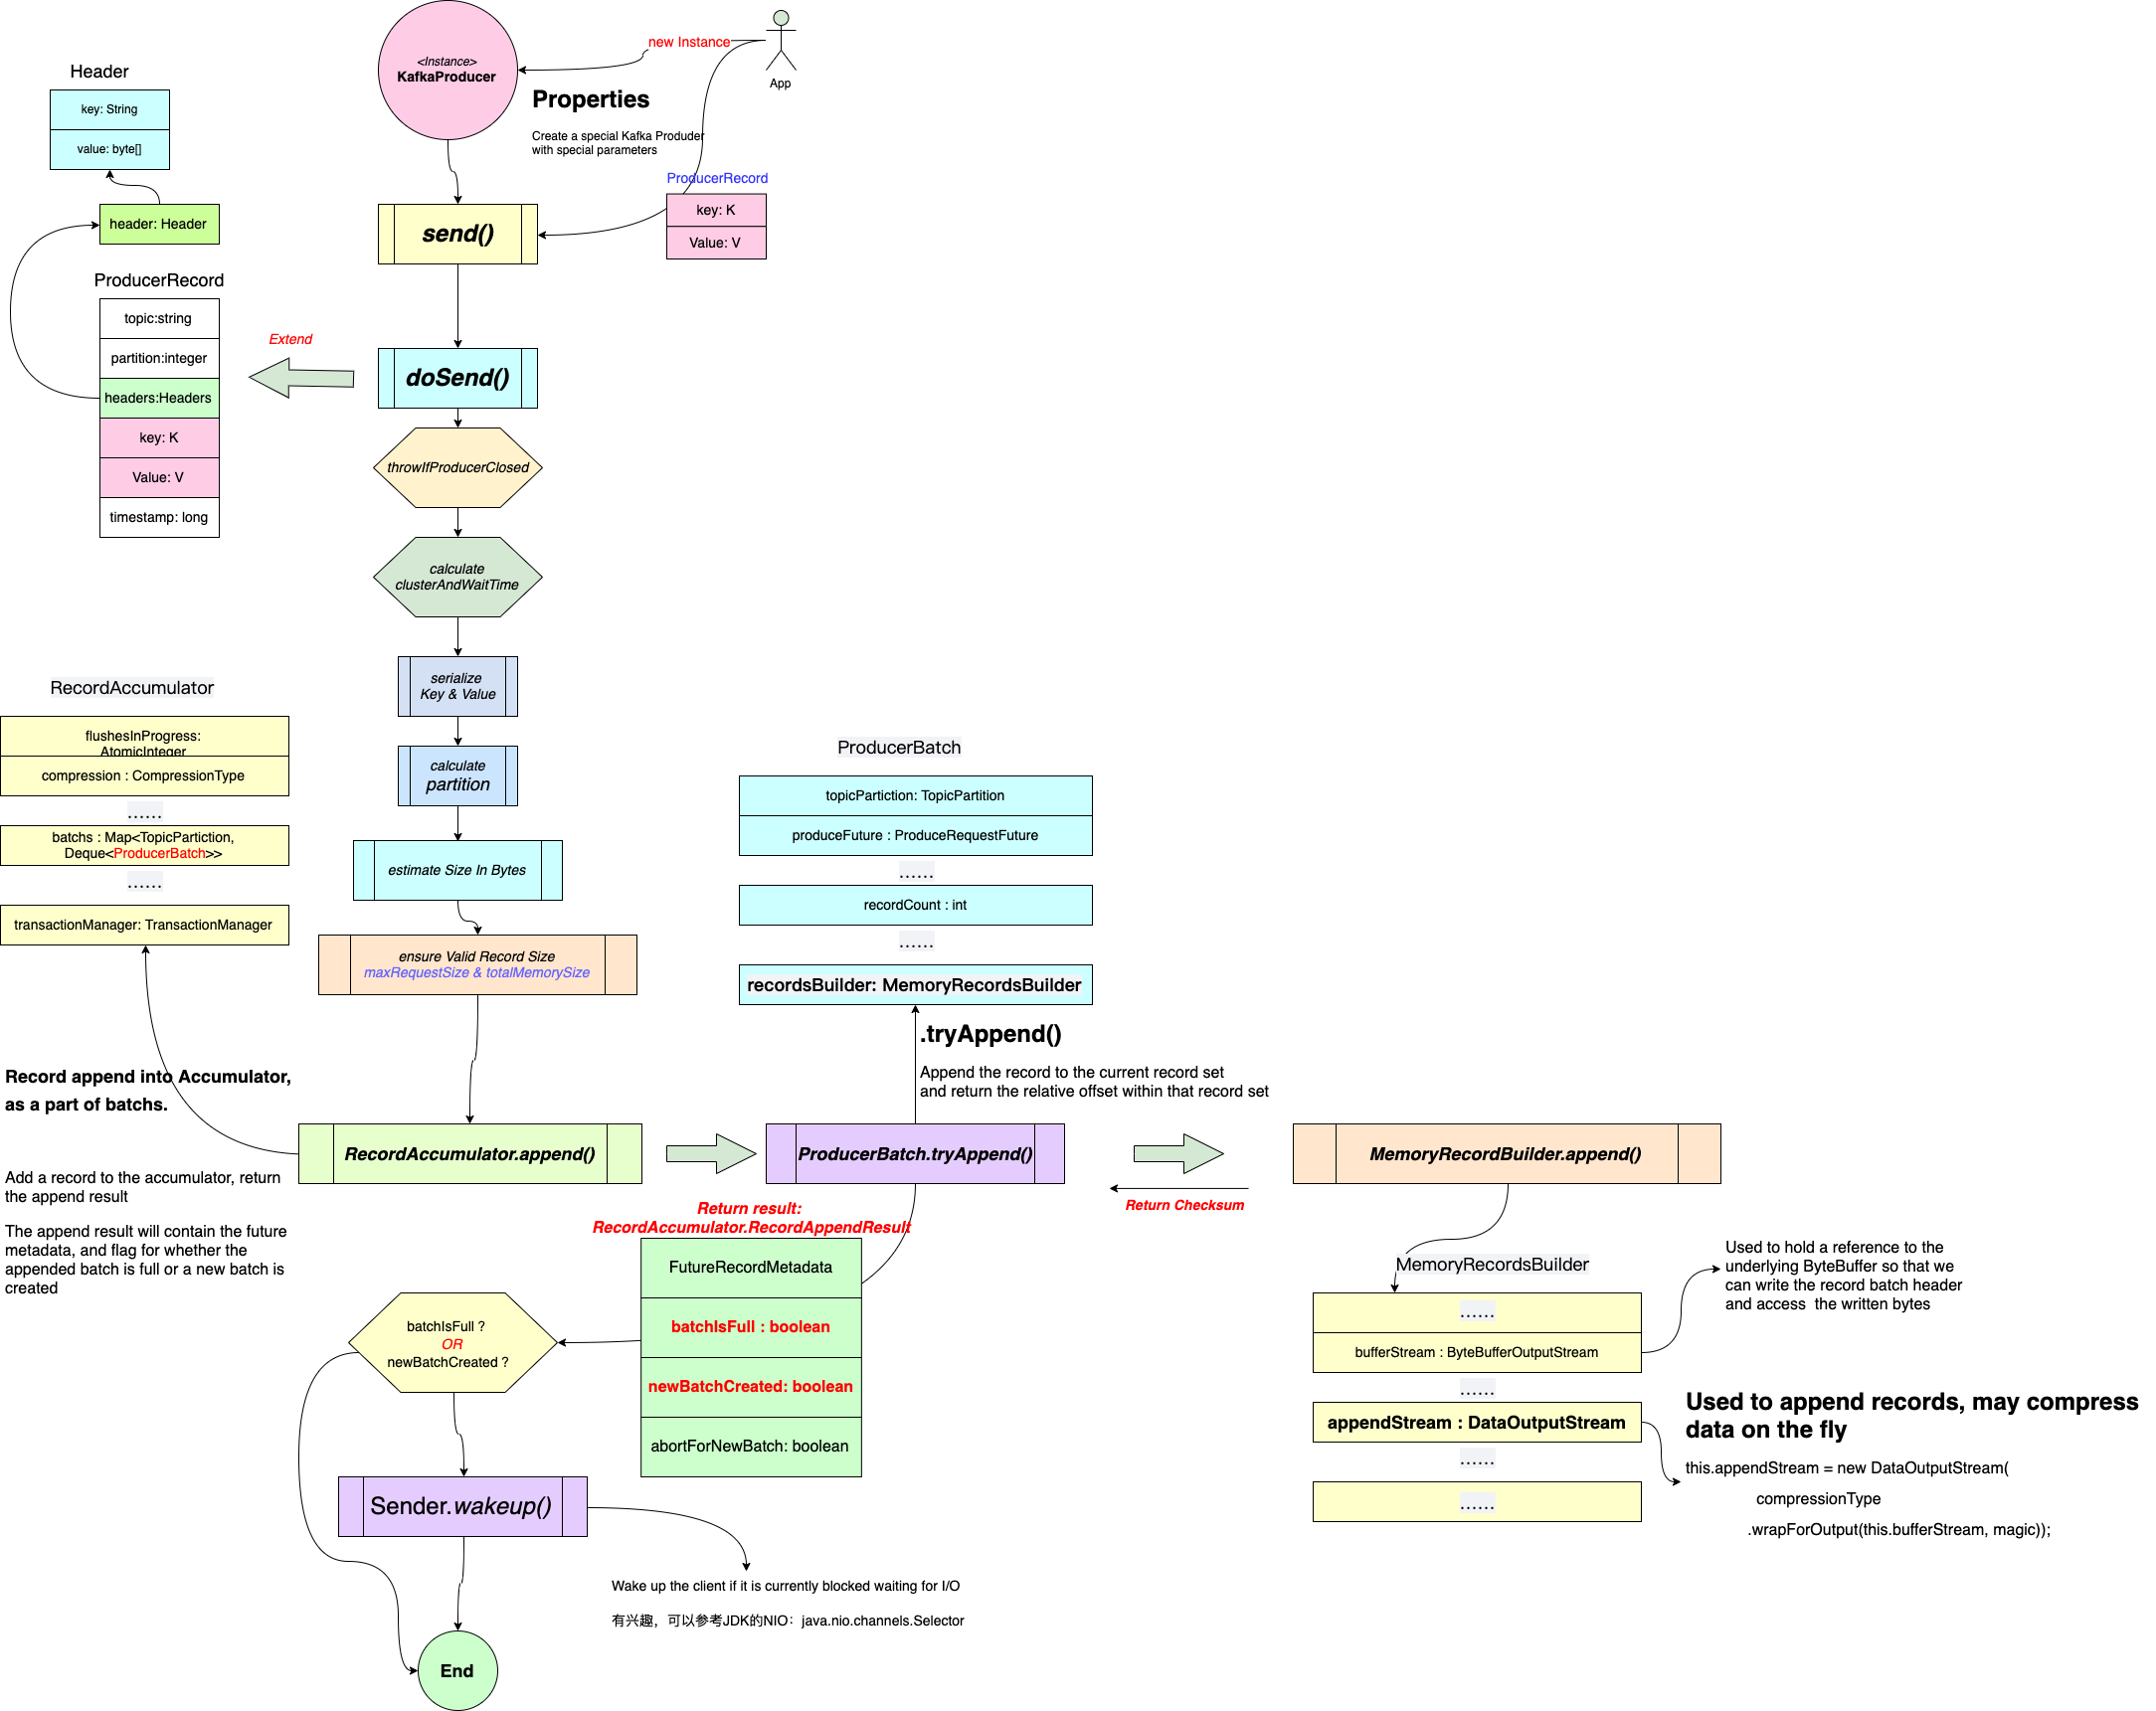 <Instance>
KafkaProducer
new Instance
App
Properties
Create a special Kafka Produder
with special parameters
ProducerRecord
key: K
Value: V
Header
key: String
value: byte[]
header: Header
send()
ProducerRecord
topic:string
partition:integer
headers:Headers
key: K
Value: V
timestamp: long
Extend
doSend()
throwIfProducerClosed
calculate
clusterAndWaitTime
serialize
Key & Value
calculate
partition
estimate Size In Bytes
ensure Valid Record Size
maxRequestSize & totalMemorySize
RecordAccumulator
flushesInProgress:
AtomicInteger
compression : CompressionType
......
batchs : Map<TopicPartiction,
Deque<ProducerBatch>>
......
transactionManager: TransactionManager
Record append into Accumulator,
as a part of batchs.
Add a record to the accumulator, return
the append result
The append result will contain the future
metadata, and flag for whether the
appended batch is full or a new batch is
created
RecordAccumulator.append()
ProducerBatch
topicPartiction: TopicPartition
produceFuture : ProduceRequestFuture
......
recordCount : int
......
recordsBuilder: MemoryRecordsBuilder
.tryAppend()
Append the record to the current record set
and return the relative offset within that record set
ProducerBatch.tryAppend()
Return Checksum
MemoryRecordBuilder.append()
Return result:
RecordAccumulator.RecordAppendResult
FutureRecordMetadata
batchIsFull : boolean
newBatchCreated: boolean
abortForNewBatch: boolean
batchIsFull ?
OR
newBatchCreated ?
Sender.wakeup()
Wake up the client if it is currently blocked waiting for I/O
有兴趣，可以参考JDK的NIO：java.nio.channels.Selector
End
MemoryRecordsBuilder
......
bufferStream : ByteBufferOutputStream
......
appendStream : DataOutputStream
......
......
Used to hold a reference to the
underlying ByteBuffer so that we
can write the record batch header
and access the written bytes
Used to append records, may compress
data on the fly
this.appendStream = new DataOutputStream(
compressionType
.wrapForOutput(this.bufferStream, magic));